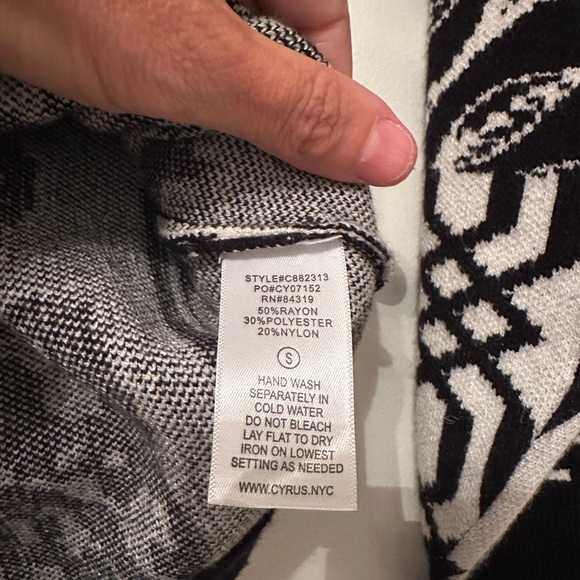 STYLE#C882313
PO#CY07152
RN#84319
50%RAYON
30%POLYESTER
20%NYLON
S
HAND WASH
SEPARATELY IN
COLD WATER
DO NOT BLEACH
LAY FLAT TO DRY
IRON ON LOWEST
SETTING AS NEEDED
WWW.CYRUS.NYC